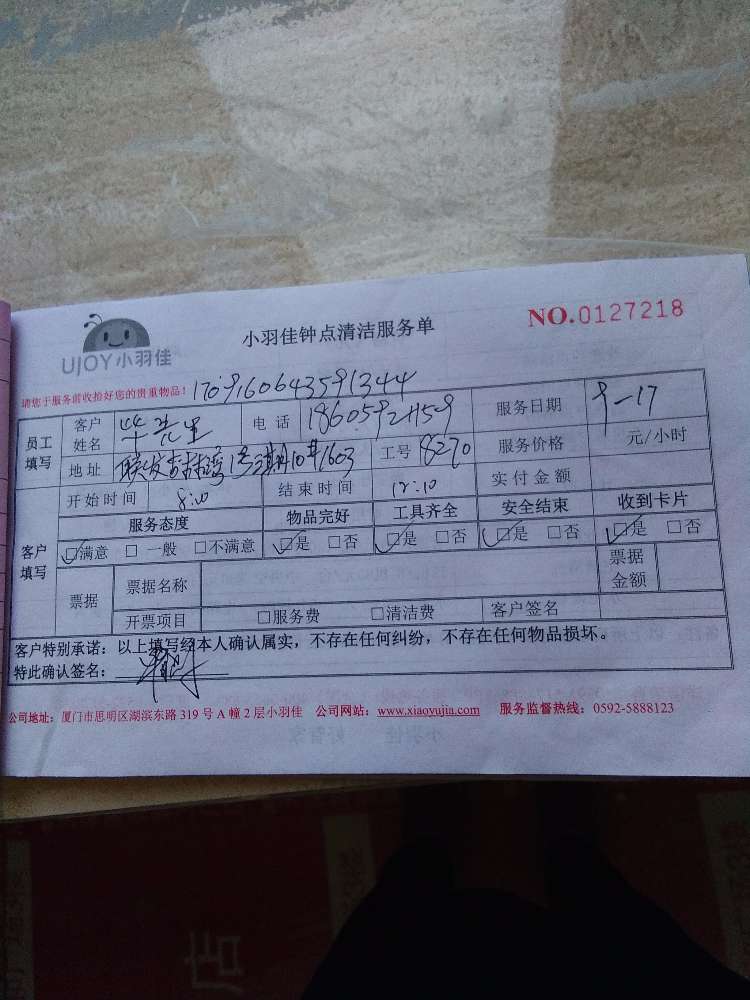 UJOY小羽佳
小羽佳钟点清洁服务单
NO.0127218
请您于服务前收拾好您的贵重物品！
员工填写 客户姓名 电话 服务日期 9-17
地址 工号 8270 服务价格 元/小时
客户填写 开始时间 8:10 结束时间 12:10 实付金额
服务态度 物品完好 工具齐全 安全结束 收到卡片
☑满意 □一般 □不满意 ☑是 □否 ☑是 □否 ☑是 □否 ☑是 □否
票据 票据名称 票据金额
开票项目 □服务费 □清洁费 客户签名
客户特别承诺：以上填写经本人确认属实，不存在任何纠纷，不存在任何物品损坏。
特此确认签名：
公司地址：厦门市思明区湖滨东路 319 号 A 幢 2 层小羽佳 公司网站：www.xiaoyujia.com 服务监督热线：0592-5888123
店